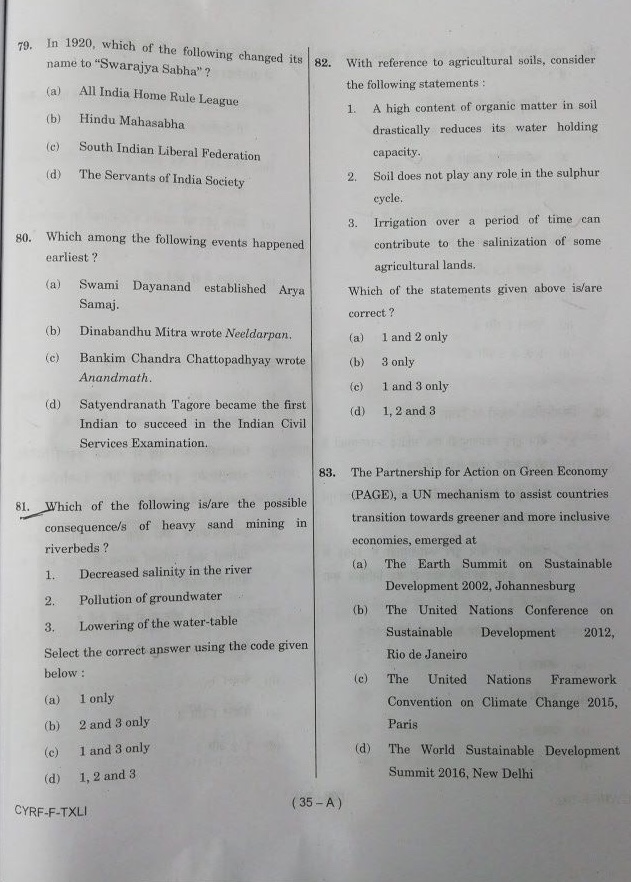 79. In 1920, which of the following changed its
name to “Swarajya Sabha” ?
(a) All India Home Rule League
(b) Hindu Mahasabha
(c) South Indian Liberal Federation
(d) The Servants of India Society
80. Which among the following events happened
earliest ?
(a) Swami Dayanand established Arya
Samaj.
(b) Dinabandhu Mitra wrote Neeldarpan.
(c) Bankim Chandra Chattopadhyay wrote
Anandmath.
(d) Satyendranath Tagore became the first
Indian to succeed in the Indian Civil
Services Examination.
81. Which of the following is/are the possible
consequence/s of heavy sand mining in
riverbeds ?
1. Decreased salinity in the river
2. Pollution of groundwater
3. Lowering of the water-table
Select the correct answer using the code given
below :
(a) 1 only
(b) 2 and 3 only
(c) 1 and 3 only
(d) 1, 2 and 3
82. With reference to agricultural soils, consider
the following statements :
1. A high content of organic matter in soil
drastically reduces its water holding
capacity.
2. Soil does not play any role in the sulphur
cycle.
3. Irrigation over a period of time can
contribute to the salinization of some
agricultural lands.
Which of the statements given above is/are
correct ?
(a) 1 and 2 only
(b) 3 only
(c) 1 and 3 only
(d) 1, 2 and 3
83. The Partnership for Action on Green Economy
(PAGE), a UN mechanism to assist countries
transition towards greener and more inclusive
economies, emerged at
(a) The Earth Summit on Sustainable
Development 2002, Johannesburg
(b) The United Nations Conference on
Sustainable Development 2012,
Rio de Janeiro
(c) The United Nations Framework
Convention on Climate Change 2015,
Paris
(d) The World Sustainable Development
Summit 2016, New Delhi
CYRF-F-TXLI
( 35 – A )